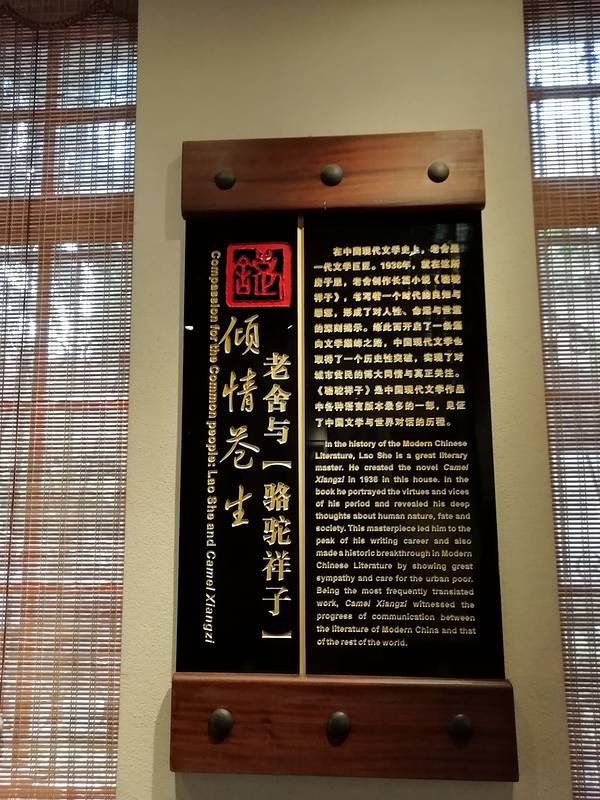 倾情苍生
老舍与【骆驼祥子】
Compassion for the Common people: Lao She and Camel Xiangzi
在中国现代文学史上，老舍是
一代文学巨匠。1936年，就在这所
房子里，老舍创作长篇小说《骆驼
祥子》，书写着一个时代的良知与
罪恶，形成了对人性、命运与世道
的深刻揭示。缘此而开启了一条通
向文学巅峰之路，中国现代文学也
取得了一个历史性突破，实现了对
城市贫民的博大同情与真正关注。
《骆驼祥子》是中国现代文学作品
中各种语言版本最多的一部，见证
了中国文学与世界对话的历程。
In the history of the Modern Chinese
Literature, Lao She is a great literary
master. He created the novel Camel
Xiangzi in 1936 in this house. In the
book he portrayed the virtues and vices
of his period and revealed his deep
thoughts about human nature, fate and
society. This masterpiece led him to the
peak of his writing career and also
made a historic breakthrough in Modern
Chinese Literature by showing great
sympathy and care for the urban poor.
Being the most frequently translated
work, Camel Xiangzi witnessed the
progress of communication between
the literature of Modern China and that
of the rest of the world.